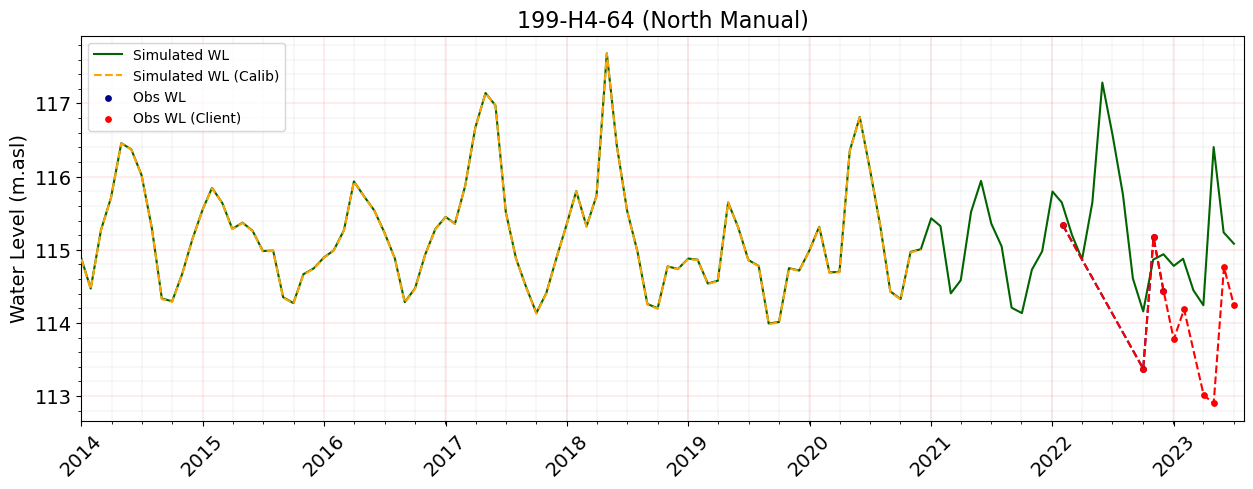 199-H4-64 (North Manual)
Simulated WL
Simulated WL (Calib)
Obs WL
Obs WL (Client)
Water Level (m.asl)
117
116
115
114
113
2014
2015
2016
2017
2018
2019
2020
2021
2022
2023